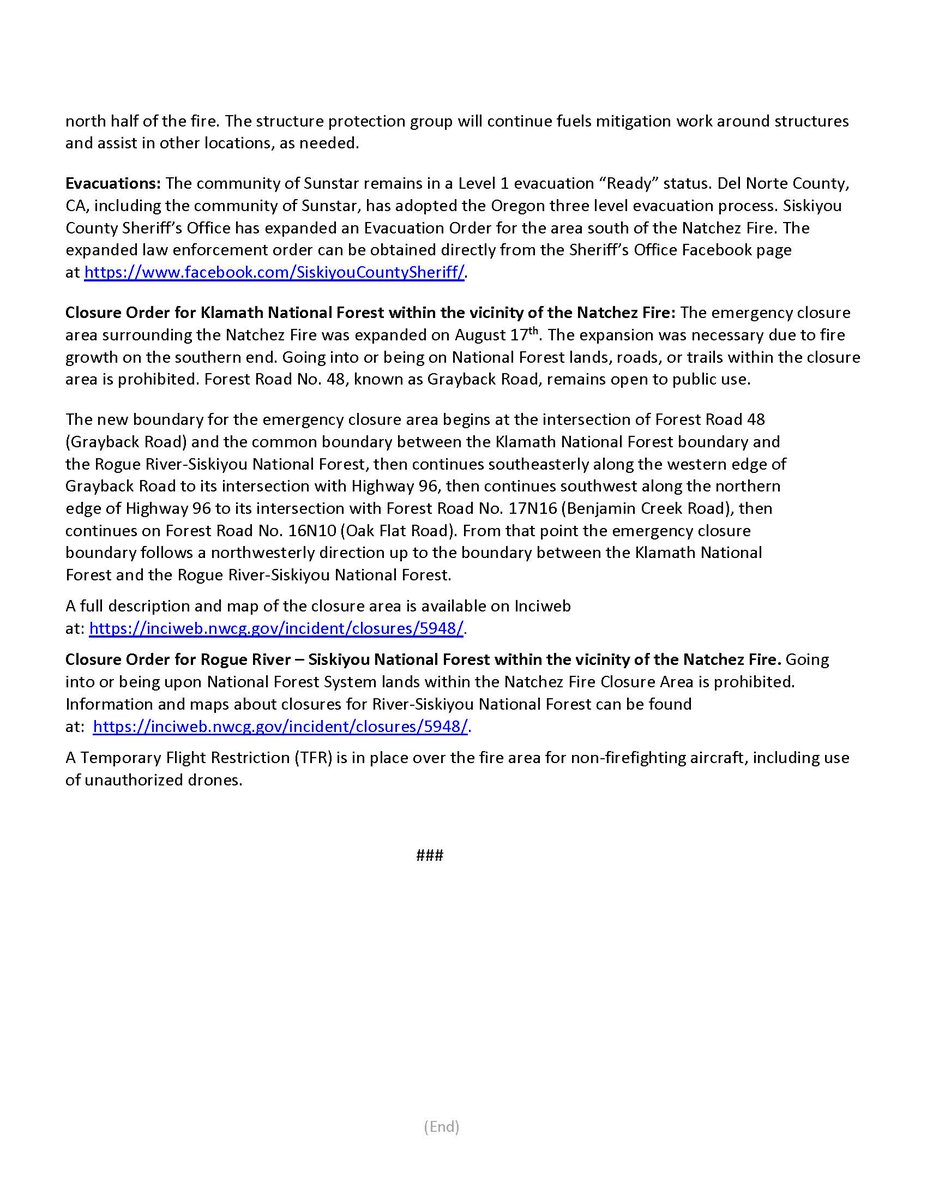 north half of the fire. The structure protection group will continue fuels mitigation work around structures
and assist in other locations, as needed.
Evacuations: The community of Sunstar remains in a Level 1 evacuation “Ready” status. Del Norte County,
CA, including the community of Sunstar, has adopted the Oregon three level evacuation process. Siskiyou
County Sheriff’s Office has expanded an Evacuation Order for the area south of the Natchez Fire. The
expanded law enforcement order can be obtained directly from the Sheriff’s Office Facebook page
at https://www.facebook.com/SiskiyouCountySheriff/.
Closure Order for Klamath National Forest within the vicinity of the Natchez Fire: The emergency closure
area surrounding the Natchez Fire was expanded on August 17th. The expansion was necessary due to fire
growth on the southern end. Going into or being on National Forest lands, roads, or trails within the closure
area is prohibited. Forest Road No. 48, known as Grayback Road, remains open to public use.
The new boundary for the emergency closure area begins at the intersection of Forest Road 48
(Grayback Road) and the common boundary between the Klamath National Forest boundary and
the Rogue River-Siskiyou National Forest, then continues southeasterly along the western edge of
Grayback Road to its intersection with Highway 96, then continues southwest along the northern
edge of Highway 96 to its intersection with Forest Road No. 17N16 (Benjamin Creek Road), then
continues on Forest Road No. 16N10 (Oak Flat Road). From that point the emergency closure
boundary follows a northwesterly direction up to the boundary between the Klamath National
Forest and the Rogue River-Siskiyou National Forest.
A full description and map of the closure area is available on Inciweb
at: https://inciweb.nwcg.gov/incident/closures/5948/.
Closure Order for Rogue River – Siskiyou National Forest within the vicinity of the Natchez Fire. Going
into or being upon National Forest System lands within the Natchez Fire Closure Area is prohibited.
Information and maps about closures for River-Siskiyou National Forest can be found
at: https://inciweb.nwcg.gov/incident/closures/5948/.
A Temporary Flight Restriction (TFR) is in place over the fire area for non-firefighting aircraft, including use
of unauthorized drones.
###
(End)